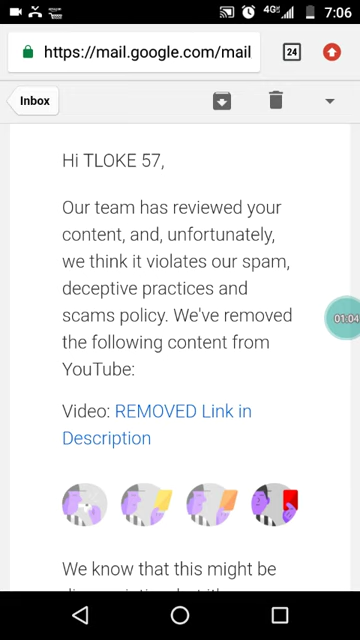 4G
7:06
https://mail.google.com/mail
24
Inbox
Hi TLOKE 57,
Our team has reviewed your
content, and, unfortunately,
we think it violates our spam,
deceptive practices and
scams policy. We've removed
the following content from
YouTube:
01:04
Video: REMOVED Link in
Description
We know that this might be